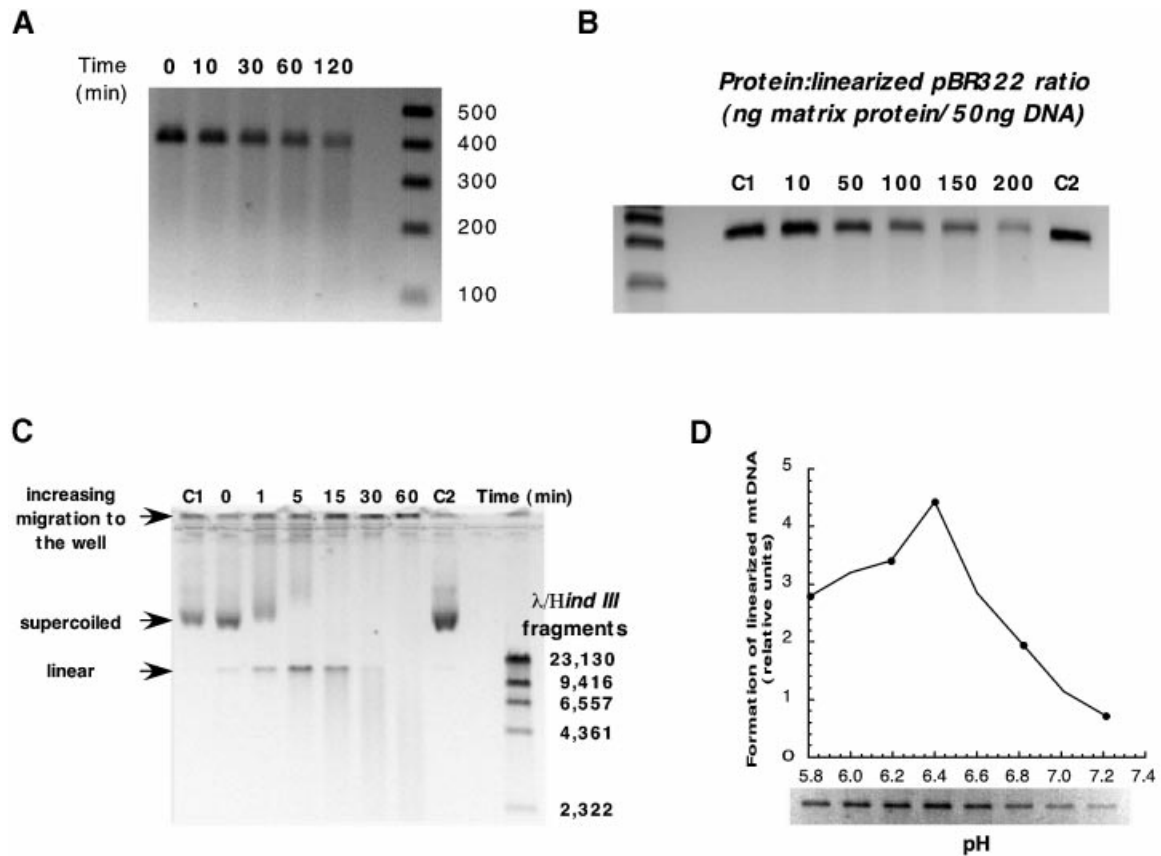 A
Time 0 10 30 60 120
(min)
500
400
300
200
100
B
Protein:linearized pBR322 ratio
(ng matrix protein/ 50ng DNA)
C1 10 50 100 150 200 C2
C
increasing
migration to
the well
supercoiled
linear
C1 0 1 5 15 30 60 C2 Time (min)
λ/Hind III
fragments
23,130
9,416
6,557
4,361
2,322
D
Formation of linearized mtDNA
(relative units)
5
4
3
2
1
0
5.8 6.0 6.2 6.4 6.6 6.8 7.0 7.2 7.4
pH